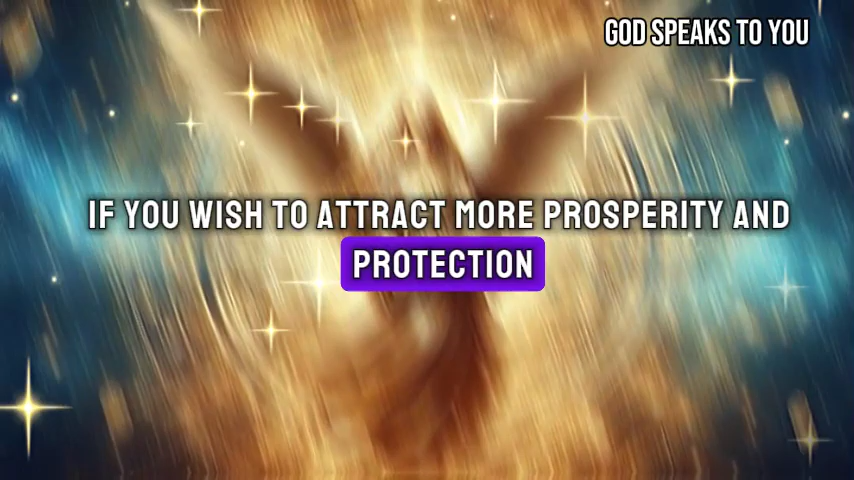 GOD SPEAKS TO YOU
IF YOU WISH TO ATTRACT MORE PROSPERITY AND
PROTECTION